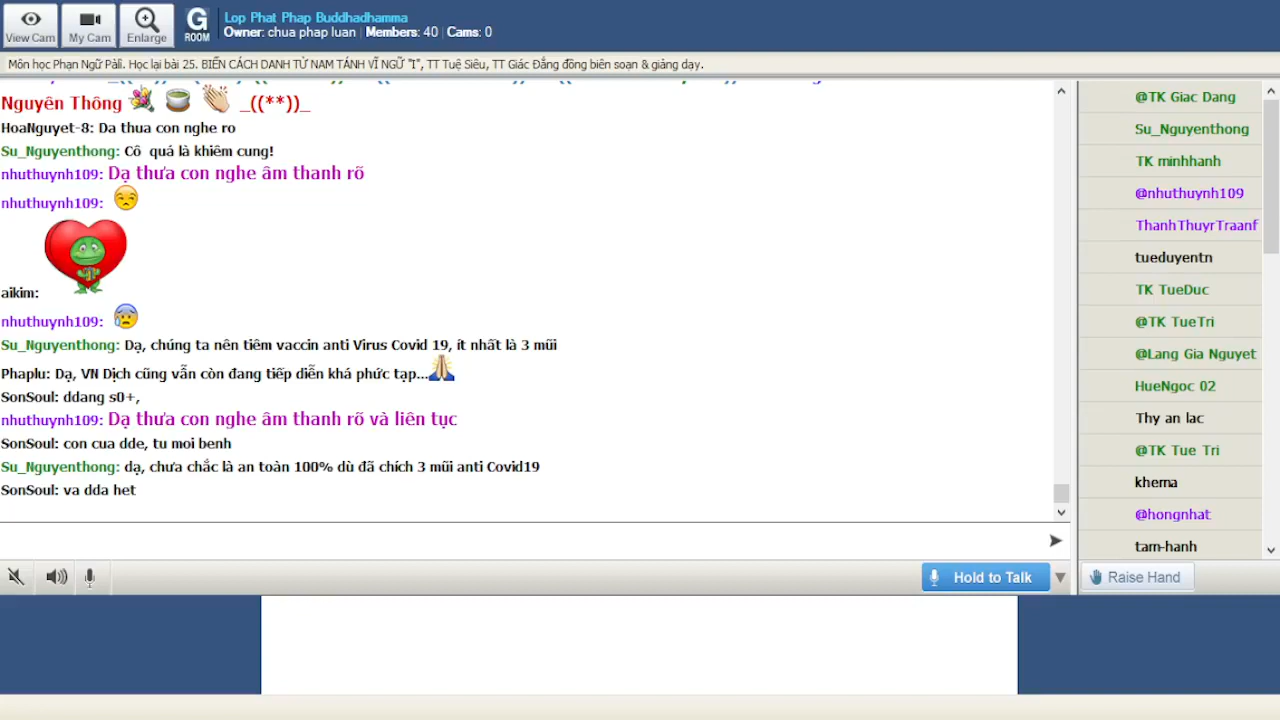 Lop Phat Phap Buddhadhamma
Owner: chua phap luan | Members: 40 | Cams: 0
View Cam
My Cam
Enlarge
G ROOM
Môn học Phạn Ngữ Pàli. Học lại bài 25. BIẾN CÁCH DANH TỪ NAM TÁNH VĨ NGỮ "I", TT Tuệ Siêu, TT Giác Đẳng đồng biên soạn & giảng dạy.
Nguyên Thông _((**))_
HoaNguyet-8: Da thua con nghe ro
Su_Nguyenthong: Cô quá là khiêm cung!
nhuthuynh109: Dạ thưa con nghe âm thanh rõ
nhuthuynh109:
aikim:
nhuthuynh109:
Su_Nguyenthong: Dạ, chúng ta nên tiêm vaccin anti Virus Covid 19, ít nhất là 3 mũi
Phaplu: Dạ, VN Dịch cũng vẫn còn đang tiếp diễn khá phức tạp...
SonSoul: ddang s0+,
nhuthuynh109: Dạ thưa con nghe âm thanh rõ và liên tục
SonSoul: con cua dde, tu moi benh
Su_Nguyenthong: dạ, chưa chắc là an toàn 100% dù đã chích 3 mũi anti Covid19
SonSoul: va dda het
@TK Giac Dang
Su_Nguyenthong
TK minhhanh
@nhuthuynh109
ThanhThuyrTraanf
tueduyentn
TK TueDuc
@TK TueTri
@Lang Gia Nguyet
HueNgoc 02
Thy an lac
@TK Tue Tri
khema
@hongnhat
tam-hanh
Hold to Talk
Raise Hand